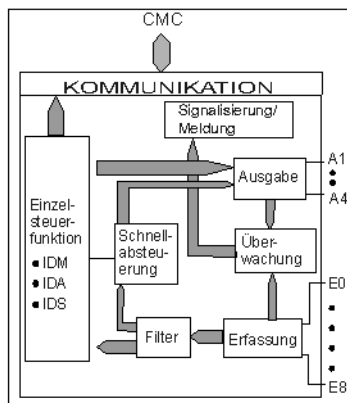 CMC
KOMMUNIKATION
Signalisierung/
Meldung
A1
Ausgabe
A4
Einzel-
steuer-
funktion
• IDM
• IDA
• IDS
Schnell-
absteu-
erung
Über-
wachung
E0
Filter
Erfassung
E8